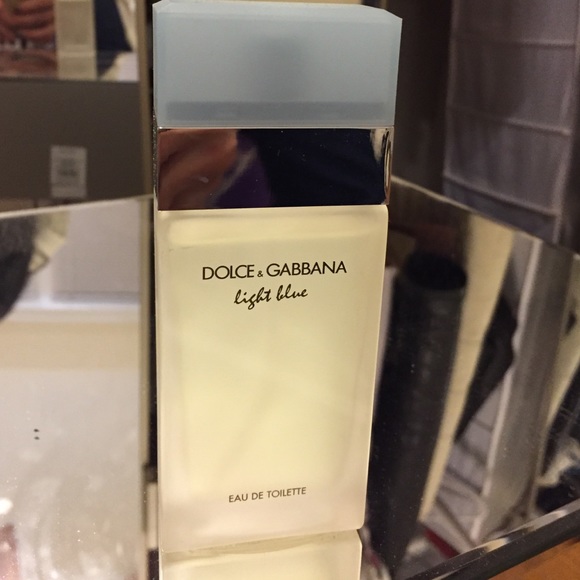 DOLCE & GABBANA
light blue
EAU DE TOILETTE